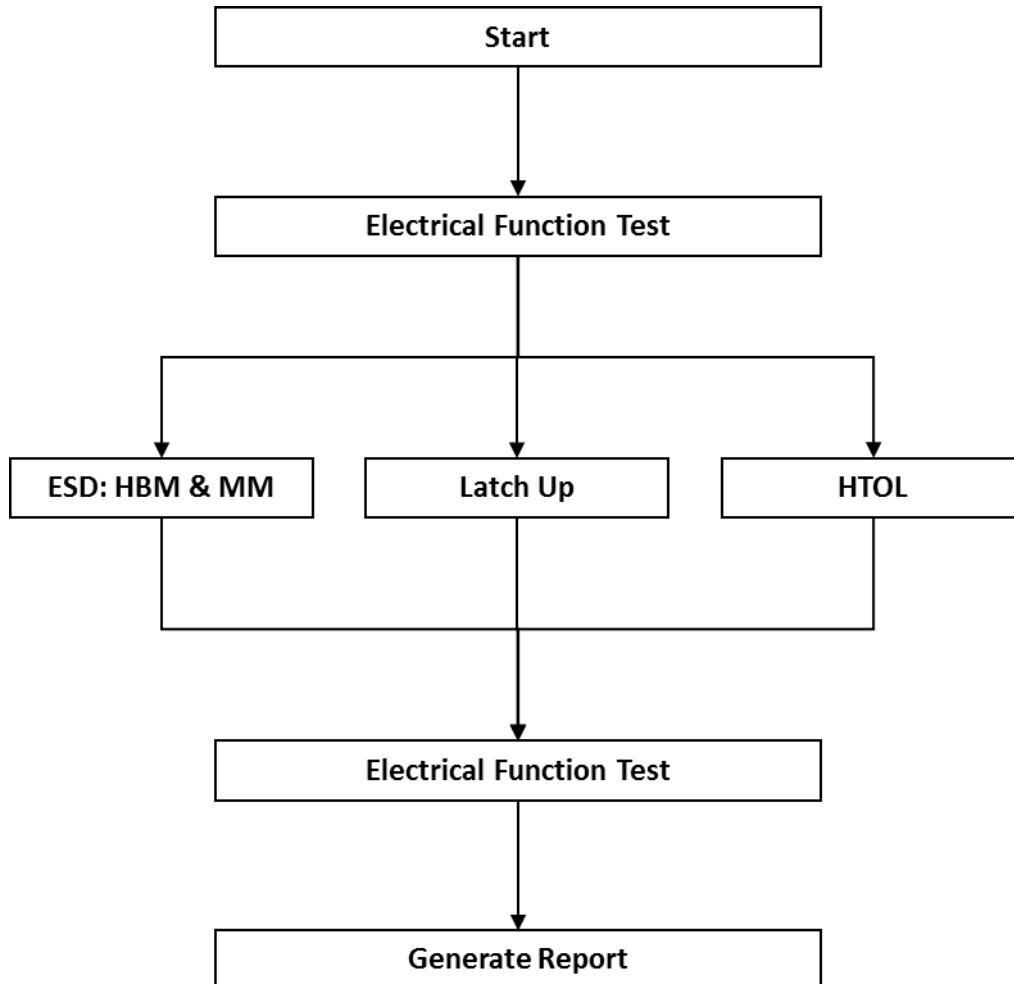 Start
Electrical Function Test
ESD: HBM & MM
Latch Up
HTOL
Electrical Function Test
Generate Report